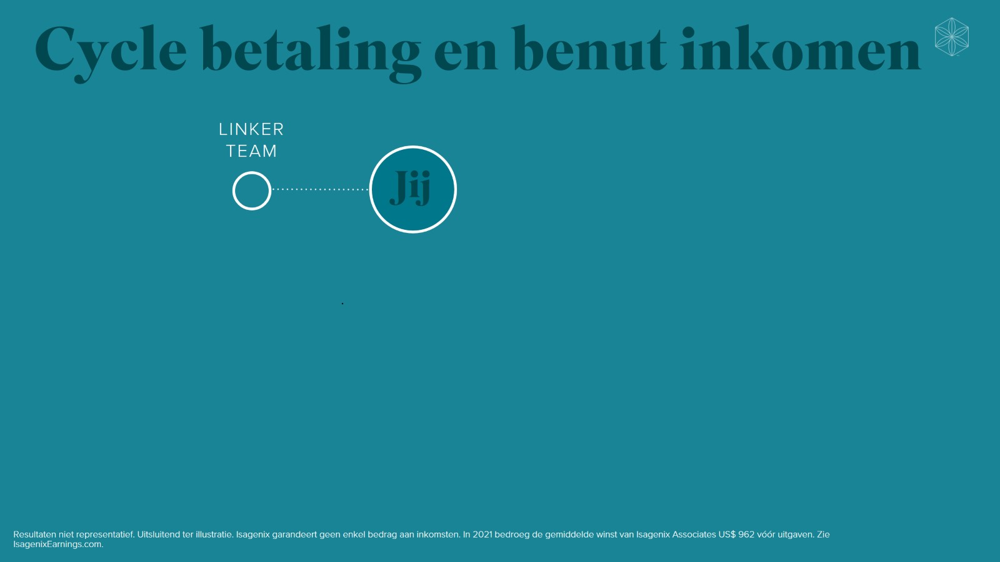 Cycle betaling en benut inkomen
LINKER
TEAM
Jij
Resultaten niet representatief. Uitsluitend ter illustratie. Isagenix garandeert geen enkel bedrag aan inkomsten. In 2021 bedroeg de gemiddelde winst van Isagenix Associates US$ 962 vóór uitgaven. Zie
IsagenixEarnings.com.